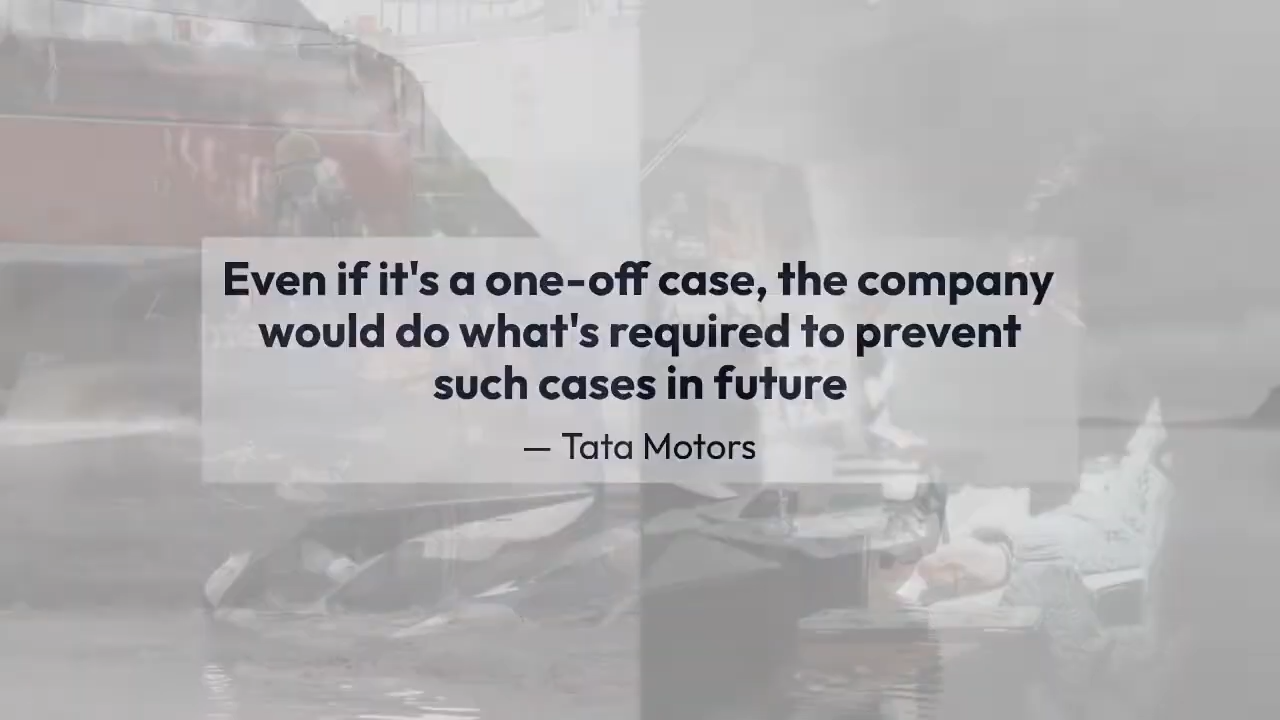 Even if it's a one-off case, the company
would do what's required to prevent
such cases in future
— Tata Motors